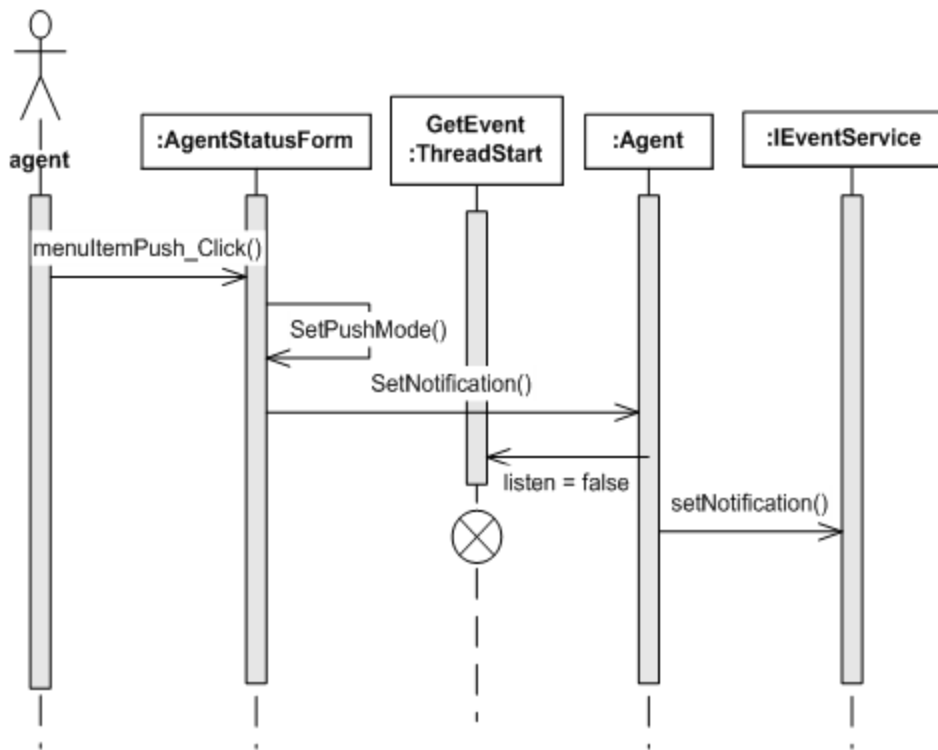 agent
:AgentStatusForm
GetEvent
:ThreadStart
:Agent
:IEventService
menuItemPush_Click()
SetPushMode()
SetNotification()
listen = false
setNotification()